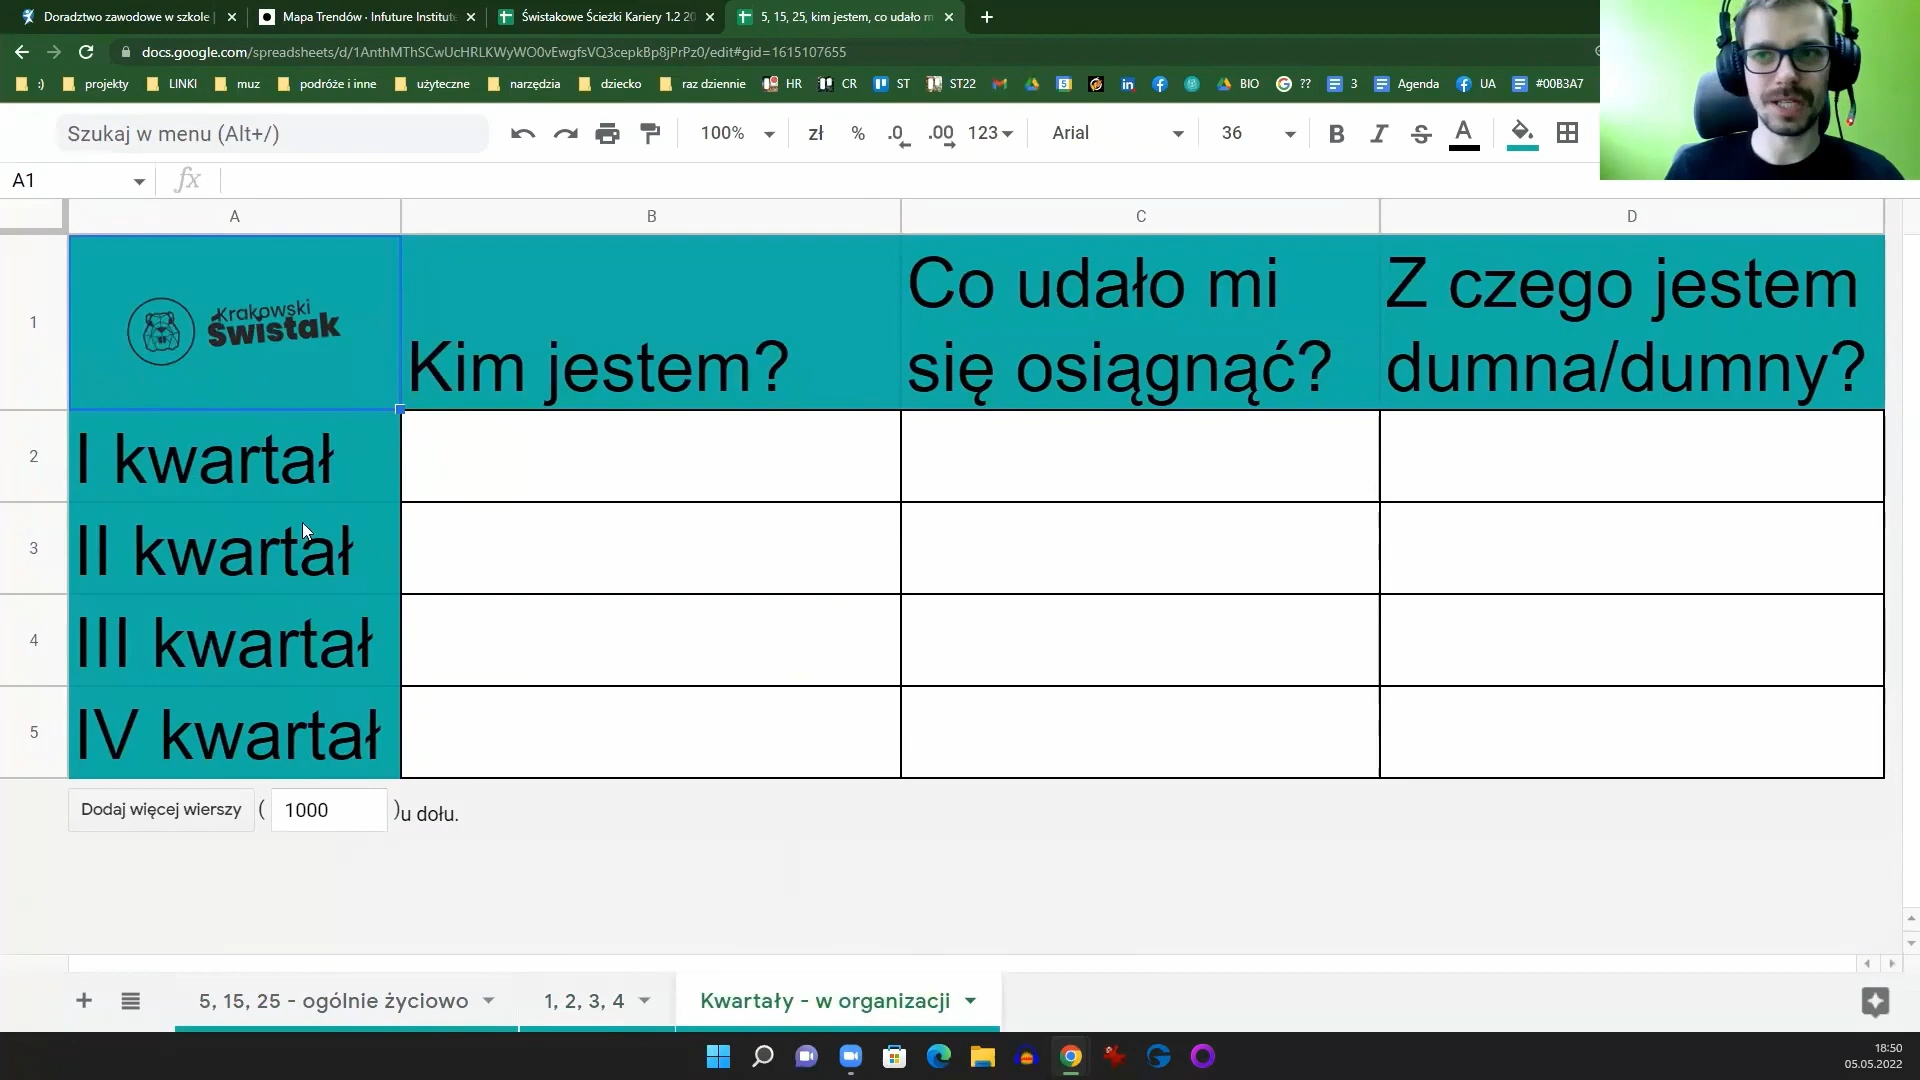 Doradztwo zawodowe w szkole
Mapa Trendów · Infuture Institute
Świstakowe Ścieżki Kariery 1.2 20
5, 15, 25, kim jestem, co udało m
docs.google.com/spreadsheets/d/1AnthMThSCwUcHRLKWyWO0vEwgfsVQ3cepkBp8jPrPz0/edit#gid=1615107655
:) projekty LINKI muz podróże i inne użyteczne narzędzia dziecko raz dziennie HR CR ST ST22 BIO ?? 3 Agenda UA #00B3A7
Szukaj w menu (Alt+/) 100% zł % .0 .00 123 Arial 36 B I S A
A1 fx
A B C D
1 Krakowski Świstak
Kim jestem?
Co udało mi
się osiągnąć?
Z czego jestem
dumna/dumny?
2 I kwartał
3 II kwartał
4 III kwartał
5 IV kwartał
Dodaj więcej wierszy ( 1000 ) u dołu.
5, 15, 25 - ogólnie życiowo 1, 2, 3, 4 Kwartały - w organizacji
18:50
05.05.2022